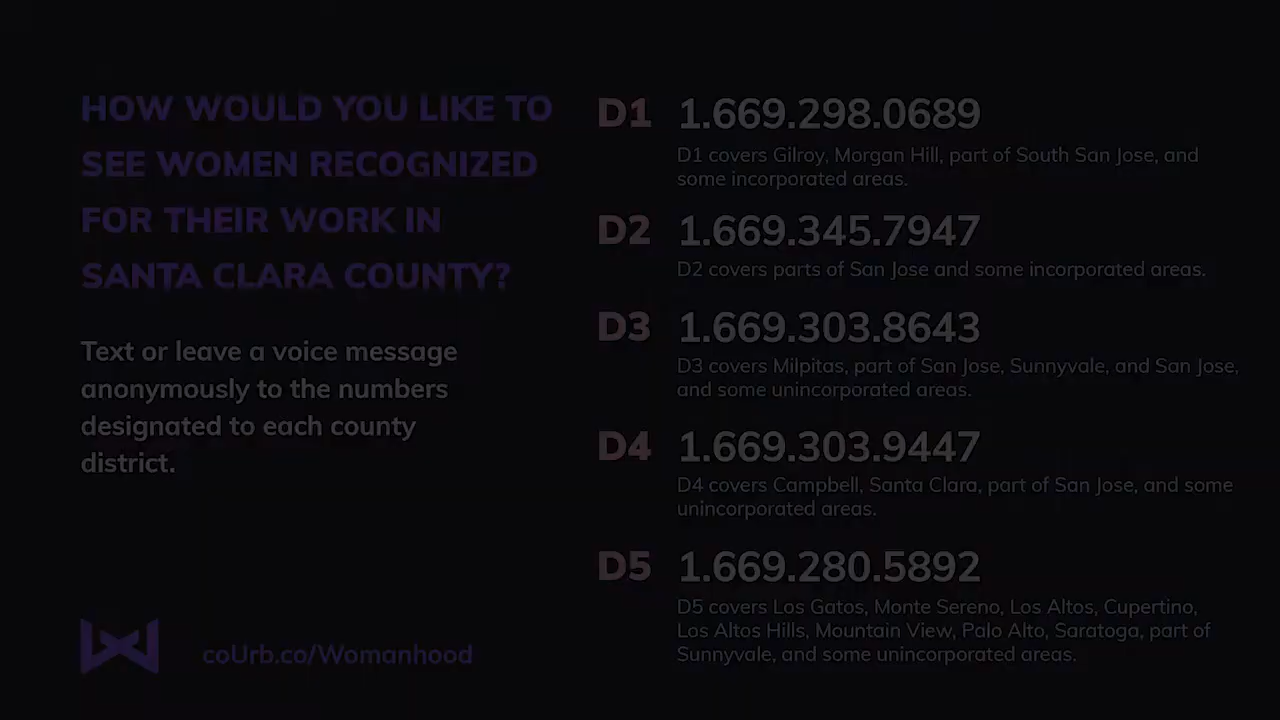 HOW WOULD YOU LIKE TO
SEE WOMEN RECOGNIZED
FOR THEIR WORK IN
SANTA CLARA COUNTY?
Text or leave a voice message
anonymously to the numbers
designated to each county
district.
coUrb.co/Womanhood
D1 1.669.298.0689
D1 covers Gilroy, Morgan Hill, part of South San Jose, and
some incorporated areas.
D2 1.669.345.7947
D2 covers parts of San Jose and some incorporated areas.
D3 1.669.303.8643
D3 covers Milpitas, part of San Jose, Sunnyvale, and San Jose,
and some unincorporated areas.
D4 1.669.303.9447
D4 covers Campbell, Santa Clara, part of San Jose, and some
unincorporated areas.
D5 1.669.280.5892
D5 covers Los Gatos, Monte Sereno, Los Altos, Cupertino,
Los Altos Hills, Mountain View, Palo Alto, Saratoga, part of
Sunnyvale, and some unincorporated areas.